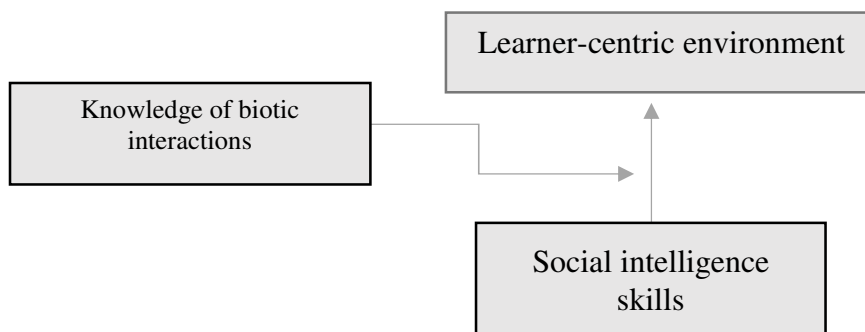 Learner-centric environment
Knowledge of biotic
interactions
Social intelligence
skills